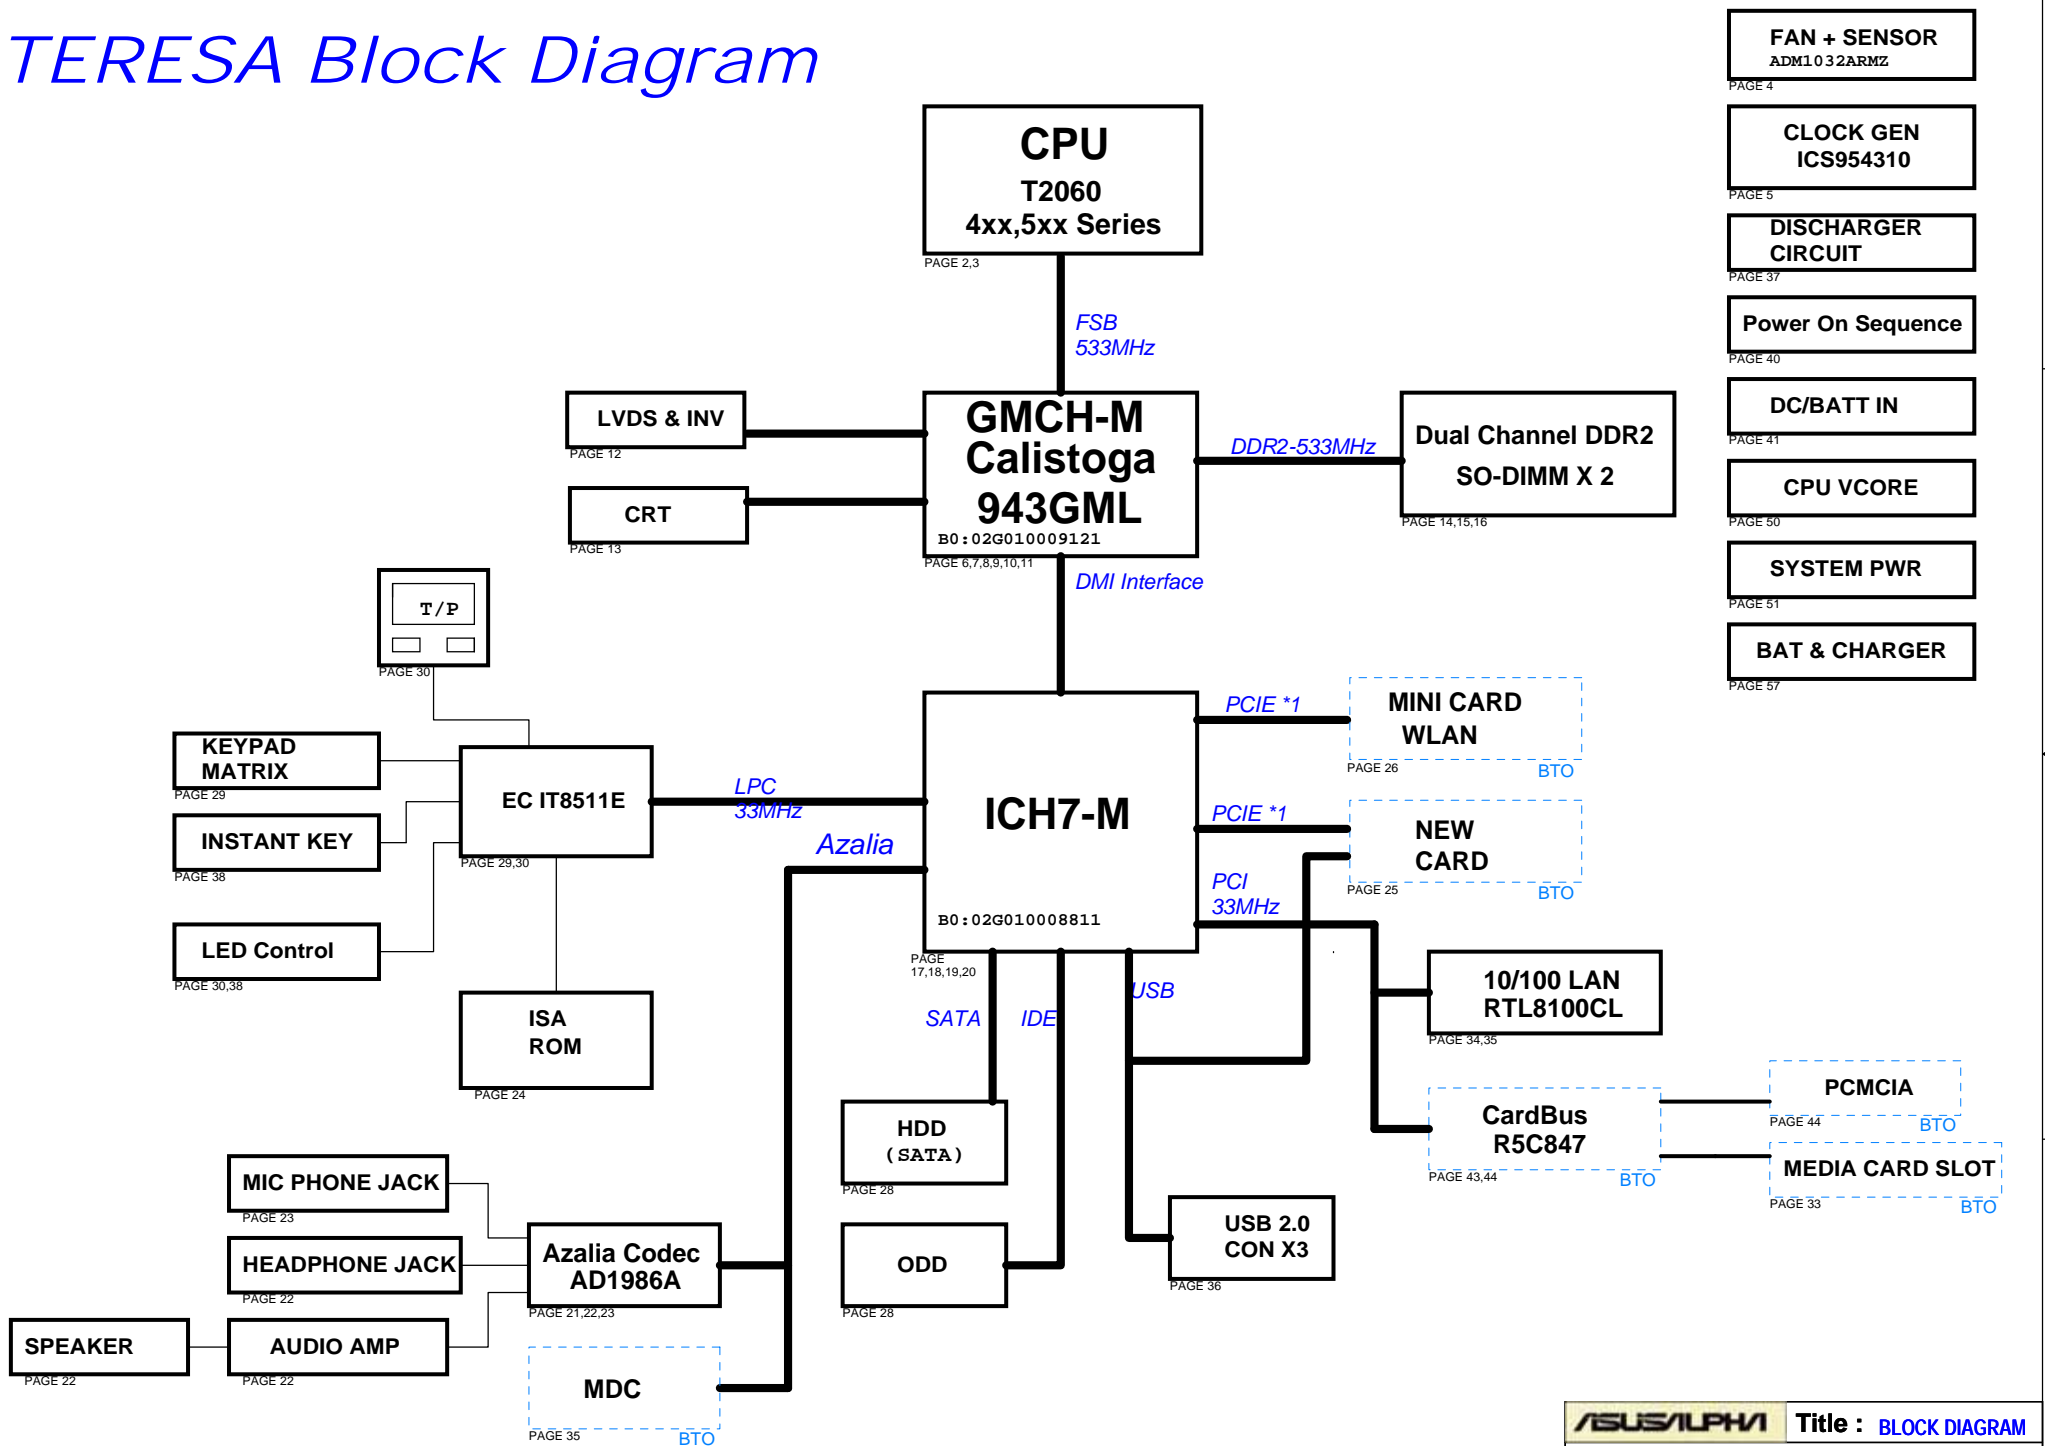 TERESA Block Diagram
FAN + SENSOR
ADM1032ARMZ
PAGE 4
CLOCK GEN
ICS954310
PAGE 5
DISCHARGER
CIRCUIT
PAGE 37
Power On Sequence
PAGE 40
DC/BATT IN
PAGE 41
CPU VCORE
PAGE 50
SYSTEM PWR
PAGE 51
BAT & CHARGER
PAGE 57
CPU
T2060
4xx,5xx Series
PAGE 2,3
FSB
533MHz
LVDS & INV
PAGE 12
CRT
PAGE 13
GMCH-M
Calistoga
943GML
B0:02G010009121
PAGE 6,7,8,9,10,11
DDR2-533MHz
Dual Channel DDR2
SO-DIMM X 2
PAGE 14,15,16
DMI Interface
T/P
PAGE 30
KEYPAD
MATRIX
PAGE 29
INSTANT KEY
PAGE 38
LED Control
PAGE 30,38
EC IT8511E
PAGE 29,30
LPC
33MHz
Azalia
ISA
ROM
PAGE 24
ICH7-M
B0:02G010008811
PAGE
17,18,19,20
PCIE *1
MINI CARD
WLAN
PAGE 26
BTO
PCIE *1
NEW
CARD
PAGE 25
BTO
PCI
33MHz
10/100 LAN
RTL8100CL
PAGE 34,35
SATA
IDE
USB
CardBus
R5C847
PAGE 43,44
BTO
PCMCIA
PAGE 44
BTO
MEDIA CARD SLOT
PAGE 33
BTO
HDD
(SATA)
PAGE 28
ODD
PAGE 28
USB 2.0
CON X3
PAGE 36
MIC PHONE JACK
PAGE 23
HEADPHONE JACK
PAGE 22
SPEAKER
PAGE 22
AUDIO AMP
PAGE 22
Azalia Codec
AD1986A
PAGE 21,22,23
MDC
PAGE 35
BTO
ASUSALPHA
Title : BLOCK DIAGRAM